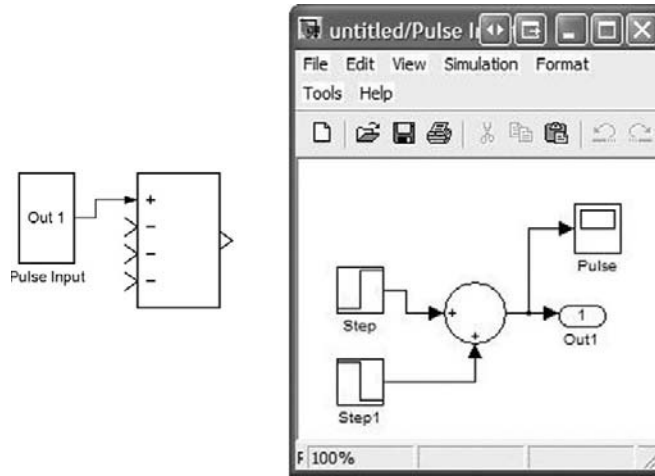 untitled/Pulse In
File Edit View Simulation Format
Tools Help
Out 1
+
−
−
−
Pulse Input
Pulse
Step
+
+
1
Out1
Step1
100%